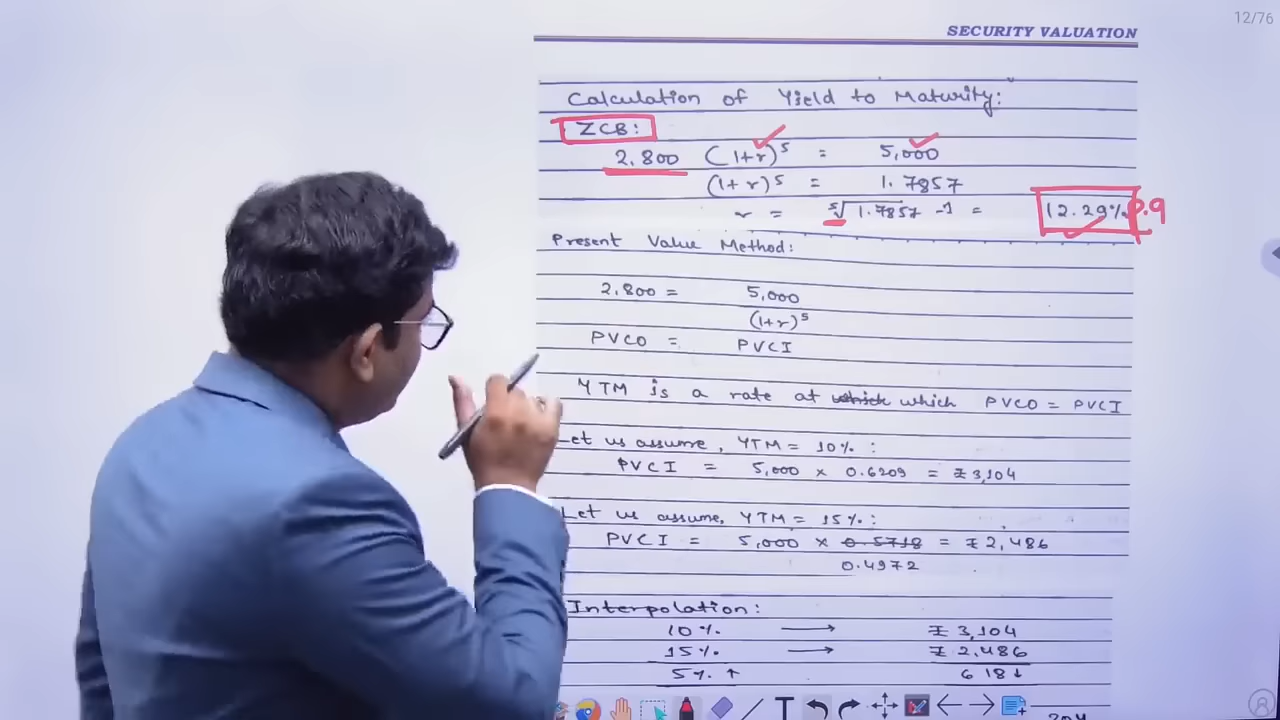 12/76
SECURITY VALUATION
Calculation of Yield to Maturity:
ZCB:
2,800 (1+r)⁵ = 5,000
(1+r)⁵ = 1.7857
r = ⁵√1.7857 -1 = 12.29% p.a
Present Value Method:
2,800 = 5,000
(1+r)⁵
PVCO = PVCI
YTM is a rate at which which PVCO = PVCI
Let us assume, YTM = 10% :
PVCI = 5,000 × 0.6209 = ₹3,104
Let us assume, YTM = 15% :
PVCI = 5,000 × 0.5718 = ₹2,486
0.4972
Interpolation:
10% → ₹3,104
15% → ₹2,486
5% ↑ 618↓